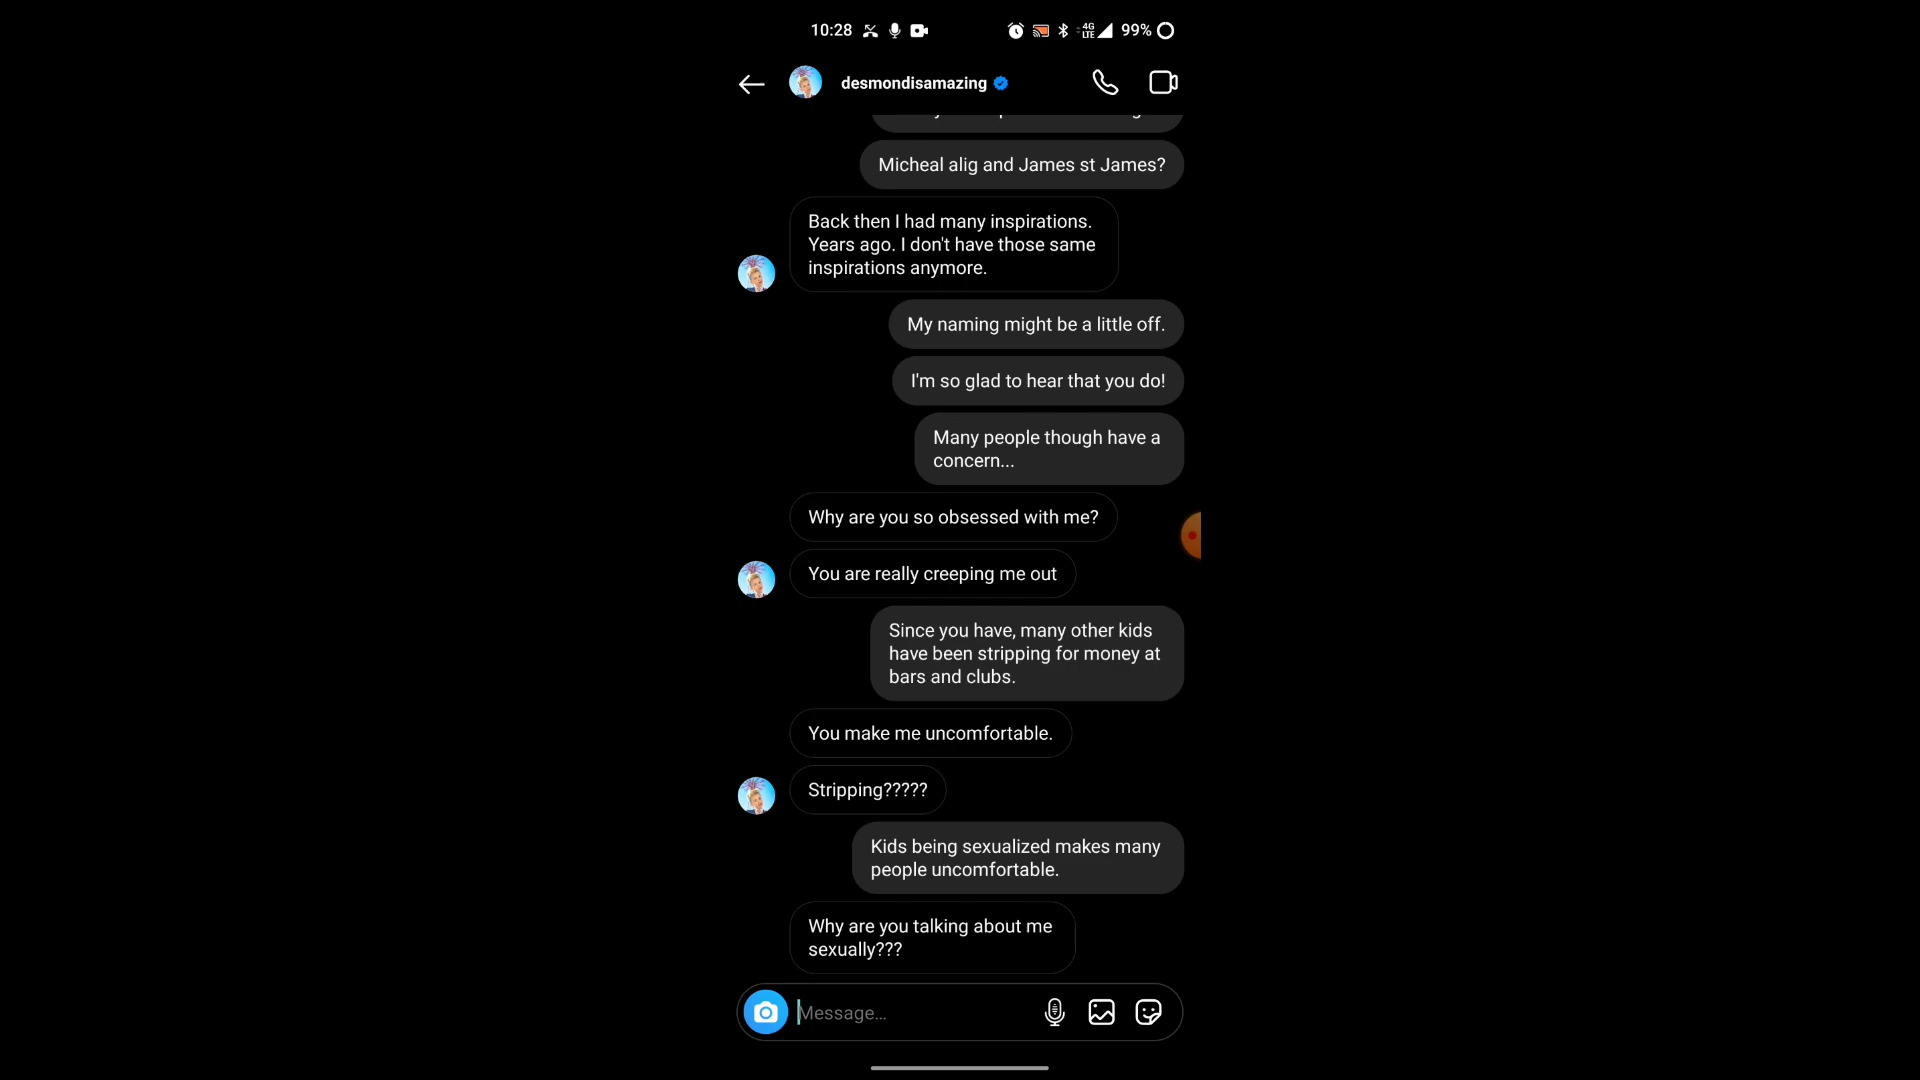 10:28
4G
LTE
99%
desmondisamazing
Micheal alig and James st James?
Back then I had many inspirations.
Years ago. I don't have those same
inspirations anymore.
My naming might be a little off.
I'm so glad to hear that you do!
Many people though have a
concern...
Why are you so obsessed with me?
You are really creeping me out
Since you have, many other kids
have been stripping for money at
bars and clubs.
You make me uncomfortable.
Stripping?????
Kids being sexualized makes many
people uncomfortable.
Why are you talking about me
sexually???
Message...